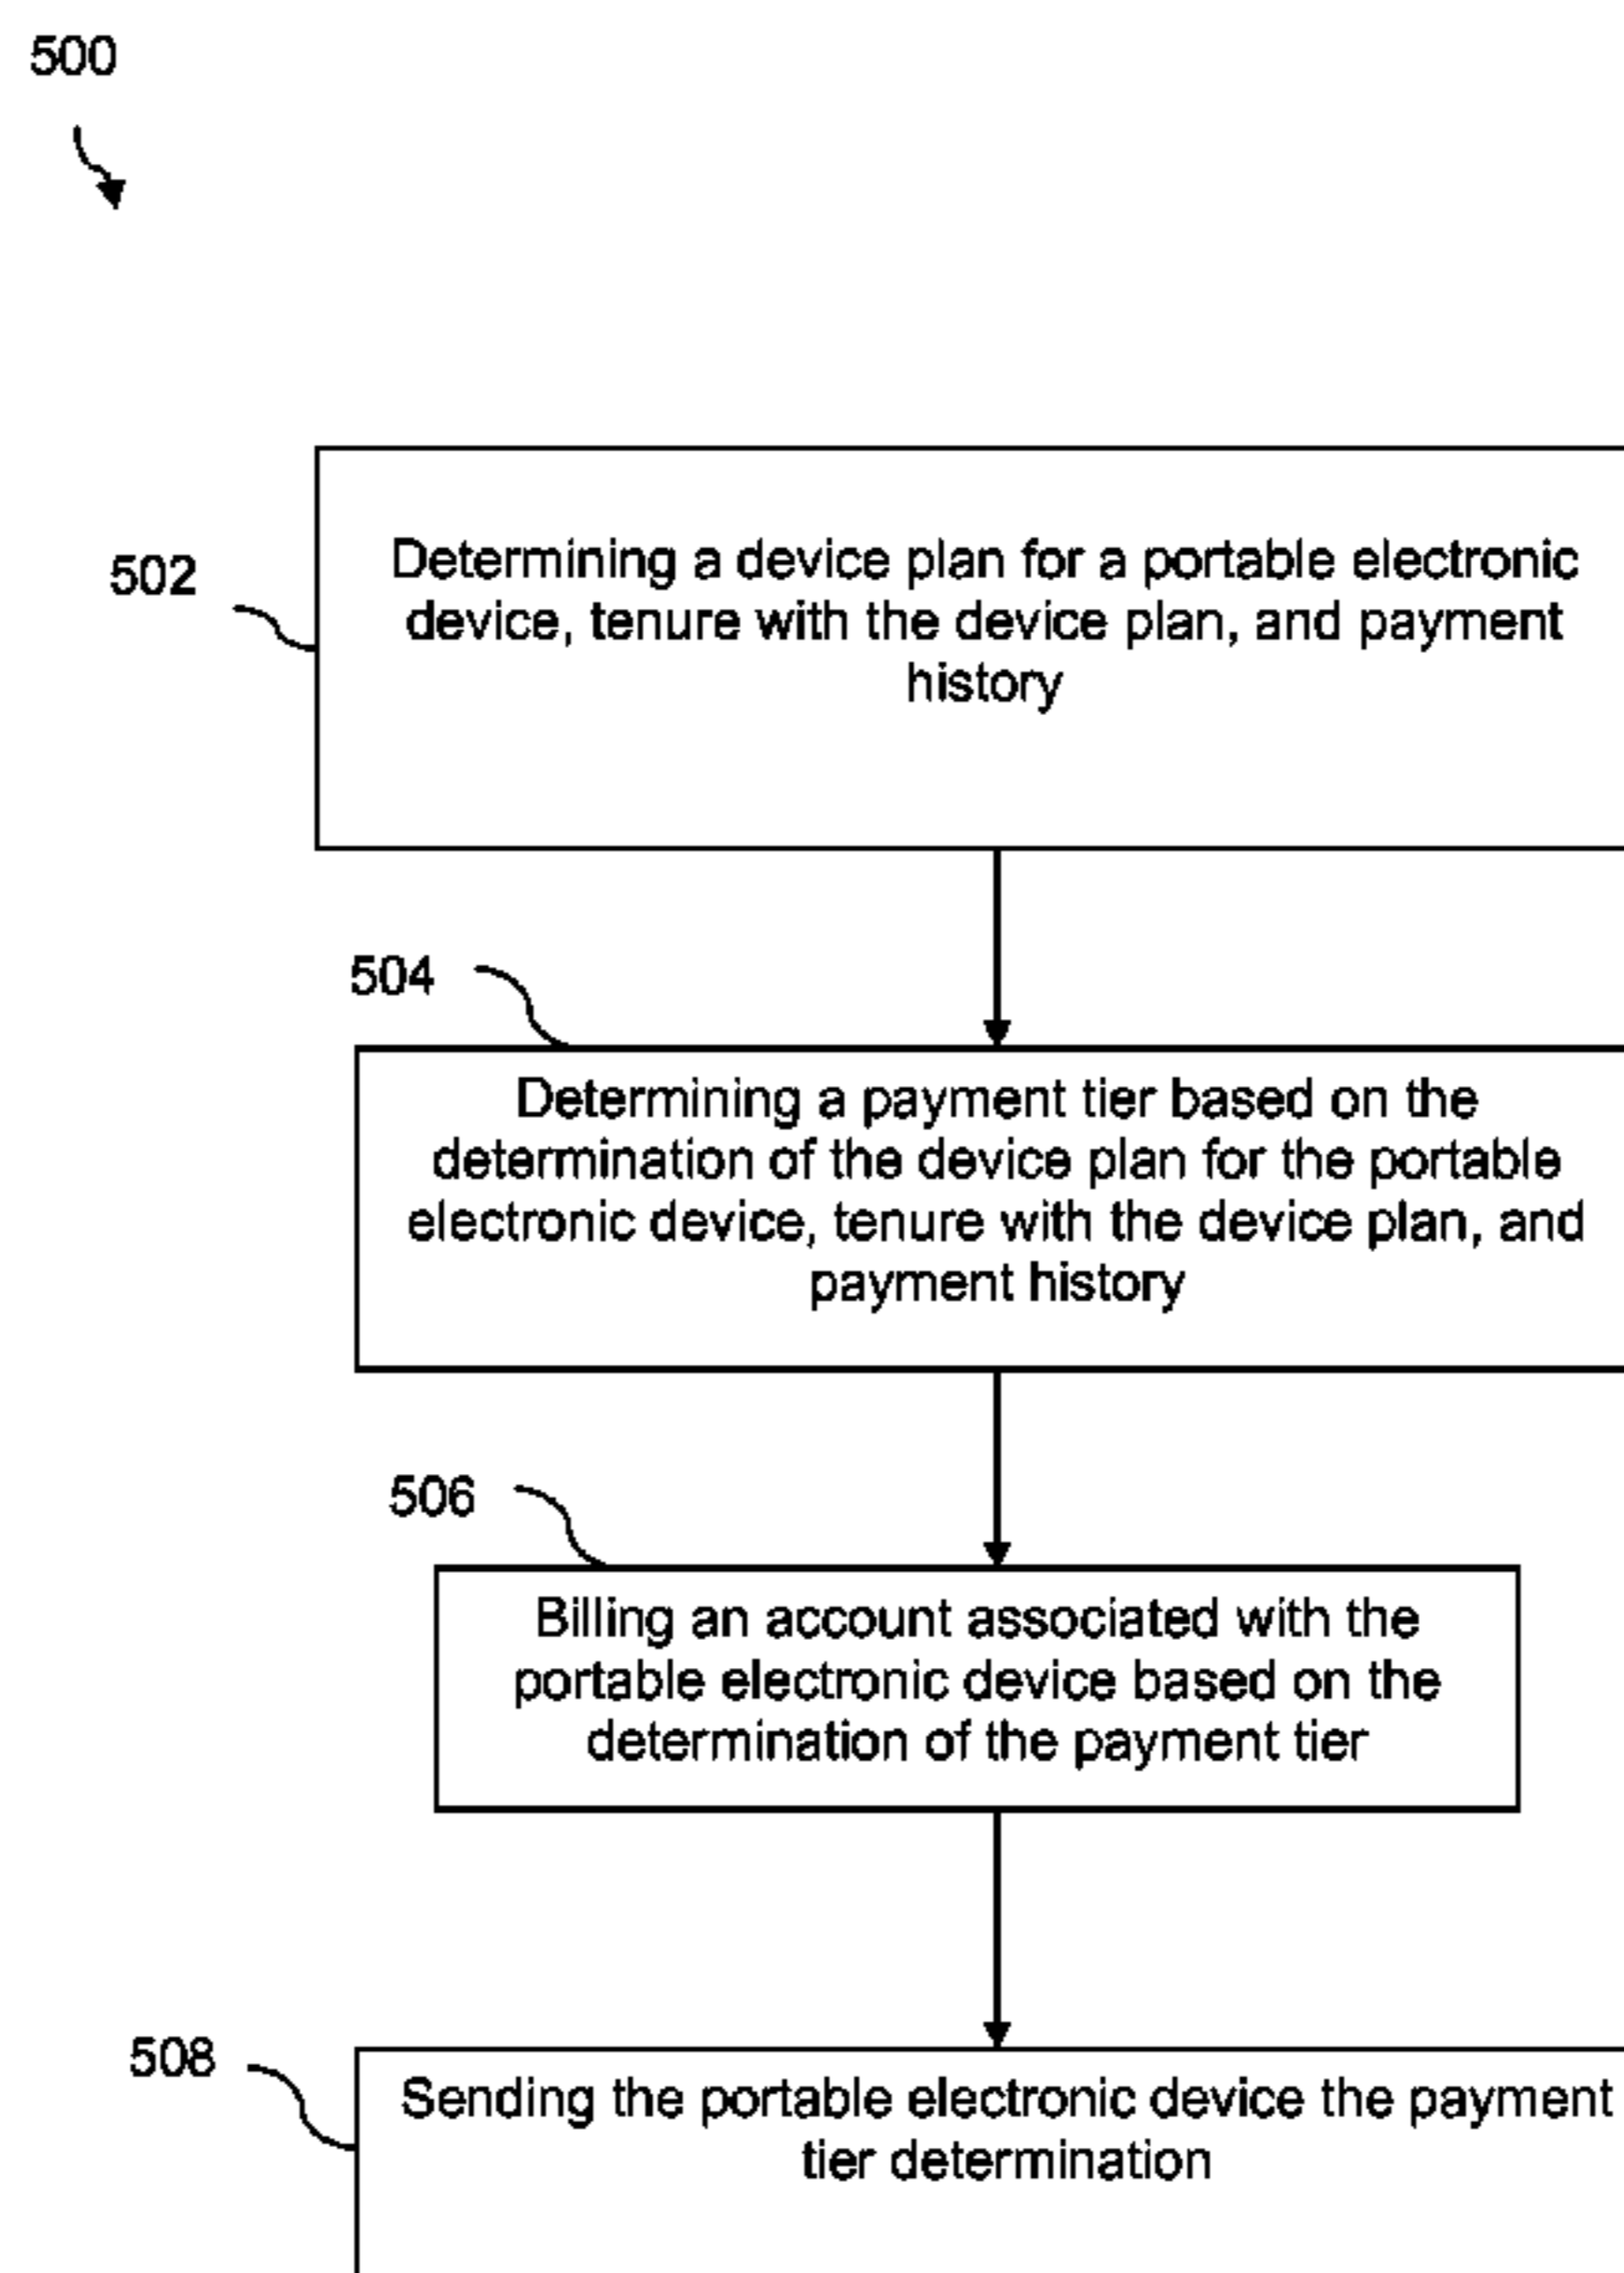 500
502
Determining a device plan for a portable electronic
device, tenure with the device plan, and payment
history
504
Determining a payment tier based on the
determination of the device plan for the portable
electronic device, tenure with the device plan, and
payment history
506
Billing an account associated with the
portable electronic device based on the
determination of the payment tier
508
Sending the portable electronic device the payment
tier determination